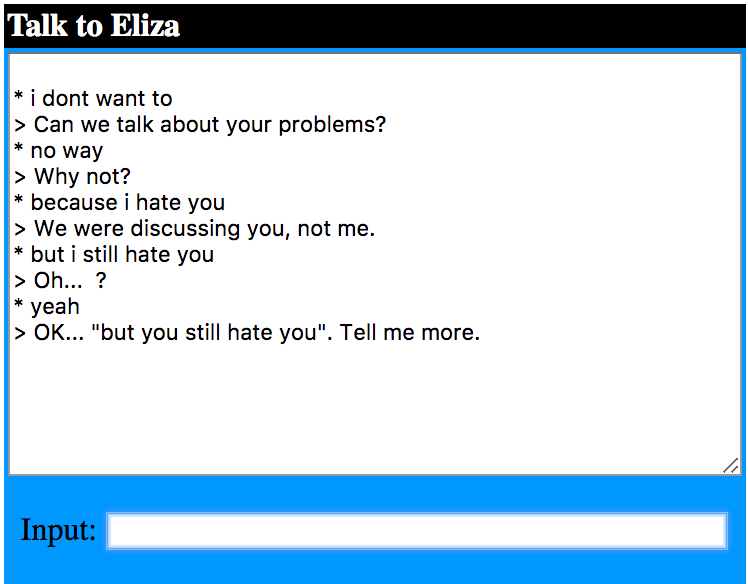 Talk to Eliza
* i dont want to
> Can we talk about your problems?
* no way
> Why not?
* because i hate you
> We were discussing you, not me.
* but i still hate you
> Oh...  ?
* yeah
> OK... "but you still hate you". Tell me more.
Input: